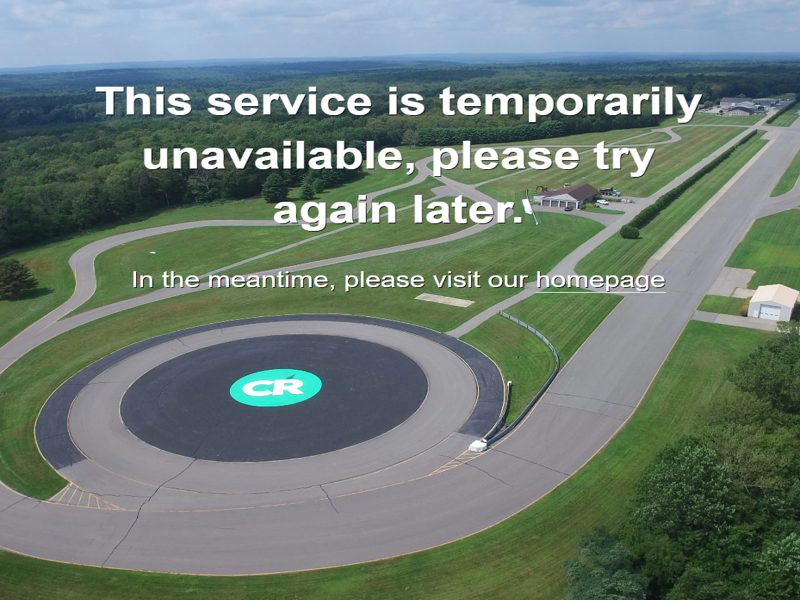 This service is temporarily
unavailable, please try
again later.
In the meantime, please visit our homepage
CR